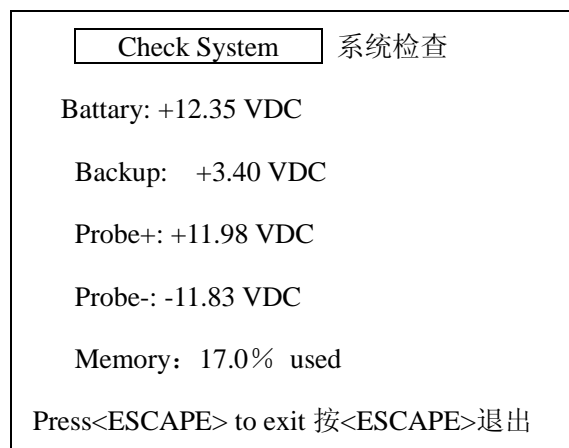 Check System 系统检查
Battary: +12.35 VDC
Backup: +3.40 VDC
Probe+: +11.98 VDC
Probe-: -11.83 VDC
Memory：17.0％ used
Press<ESCAPE> to exit 按<ESCAPE>退出